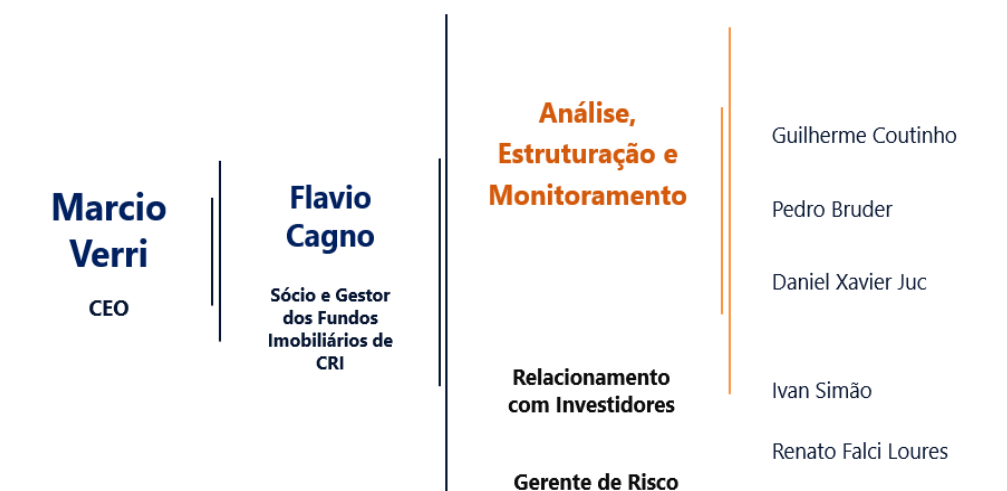 Marcio
Verri
CEO
Flavio
Cagno
Sócio e Gestor
dos Fundos
Imobiliários de
CRI
Análise,
Estruturação e
Monitoramento
Relacionamento
com Investidores
Gerente de Risco
Guilherme Coutinho
Pedro Bruder
Daniel Xavier Juc
Ivan Simão
Renato Falci Loures